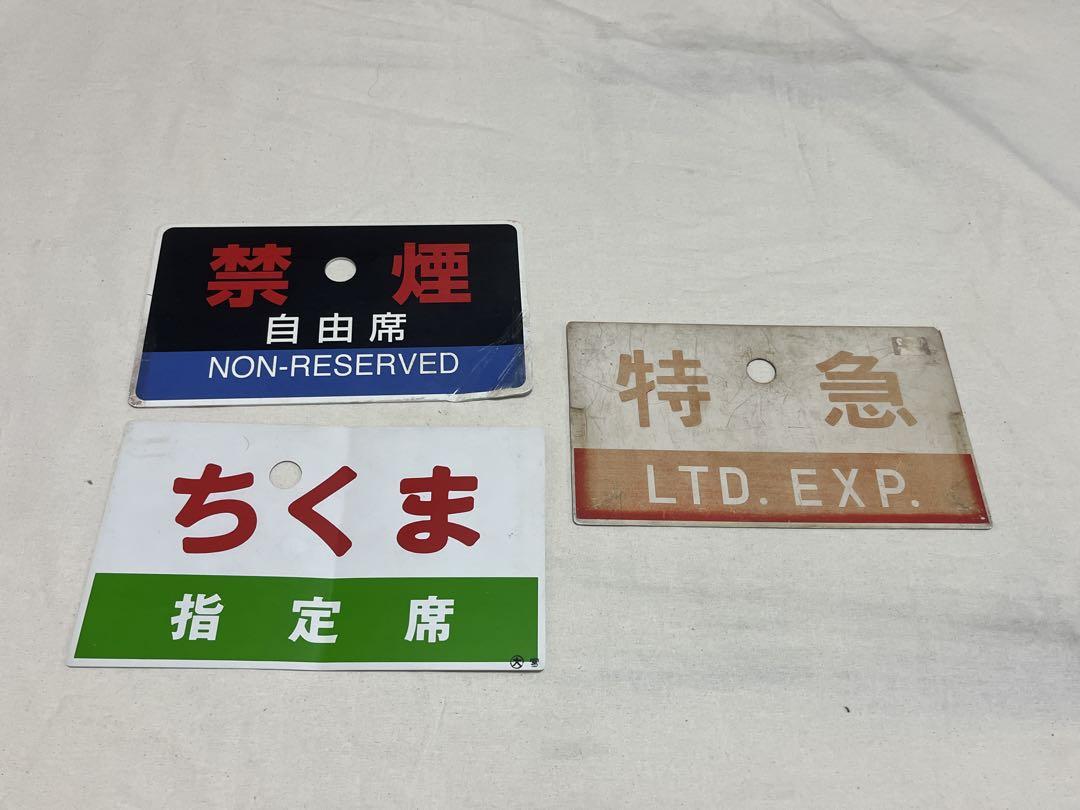 禁煙
自由席
NON-RESERVED
ちくま
指定席
特急
LTD. EXP.